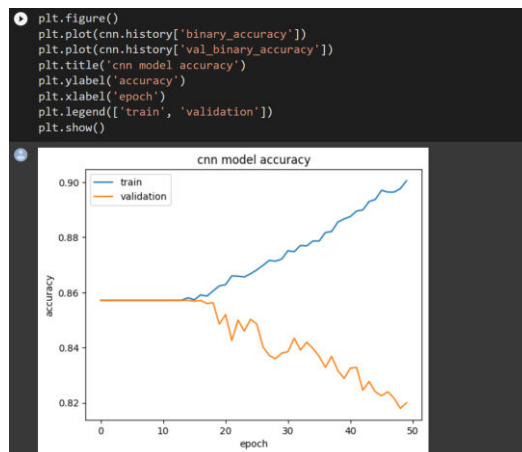 plt.figure()
plt.plot(cnn.history['binary_accuracy'])
plt.plot(cnn.history['val_binary_accuracy'])
plt.title('cnn model accuracy')
plt.ylabel('accuracy')
plt.xlabel('epoch')
plt.legend(['train', 'validation'])
plt.show()
cnn model accuracy
train
validation
0.90
0.88
0.86
0.84
0.82
accuracy
0 10 20 30 40 50
epoch